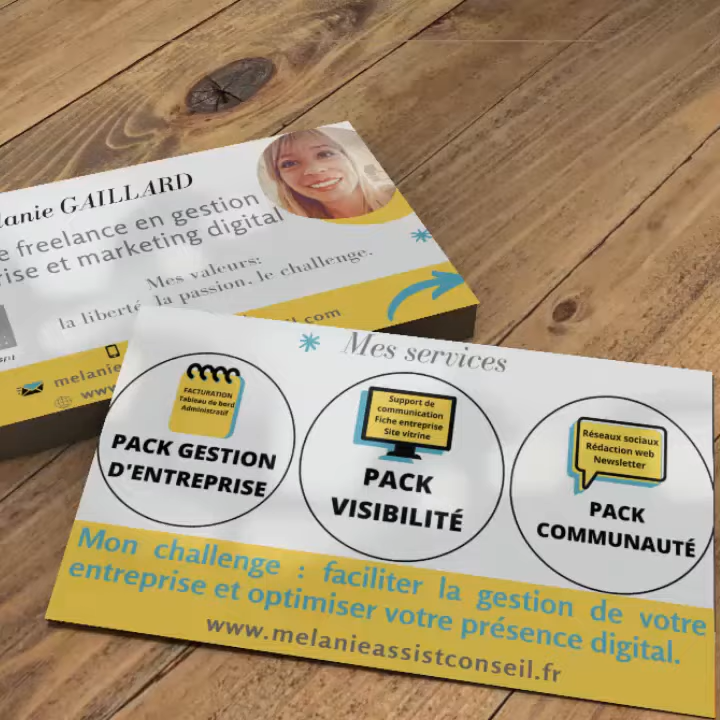 GAILLARD
freelance en gestion
et marketing digital
Mes valeurs:
la liberté, la passion, le challenge.
Mes services
FACTURATION
Tableau de bord
Administratif
PACK GESTION
D'ENTREPRISE
Support de
communication
Fiche entreprise
Site vitrine
PACK
VISIBILITÉ
Réseaux sociaux
Rédaction web
Newsletter
PACK
COMMUNAUTÉ
Mon challenge : faciliter la gestion de votre
entreprise et optimiser votre présence digital.
www.melanieassistconseil.fr